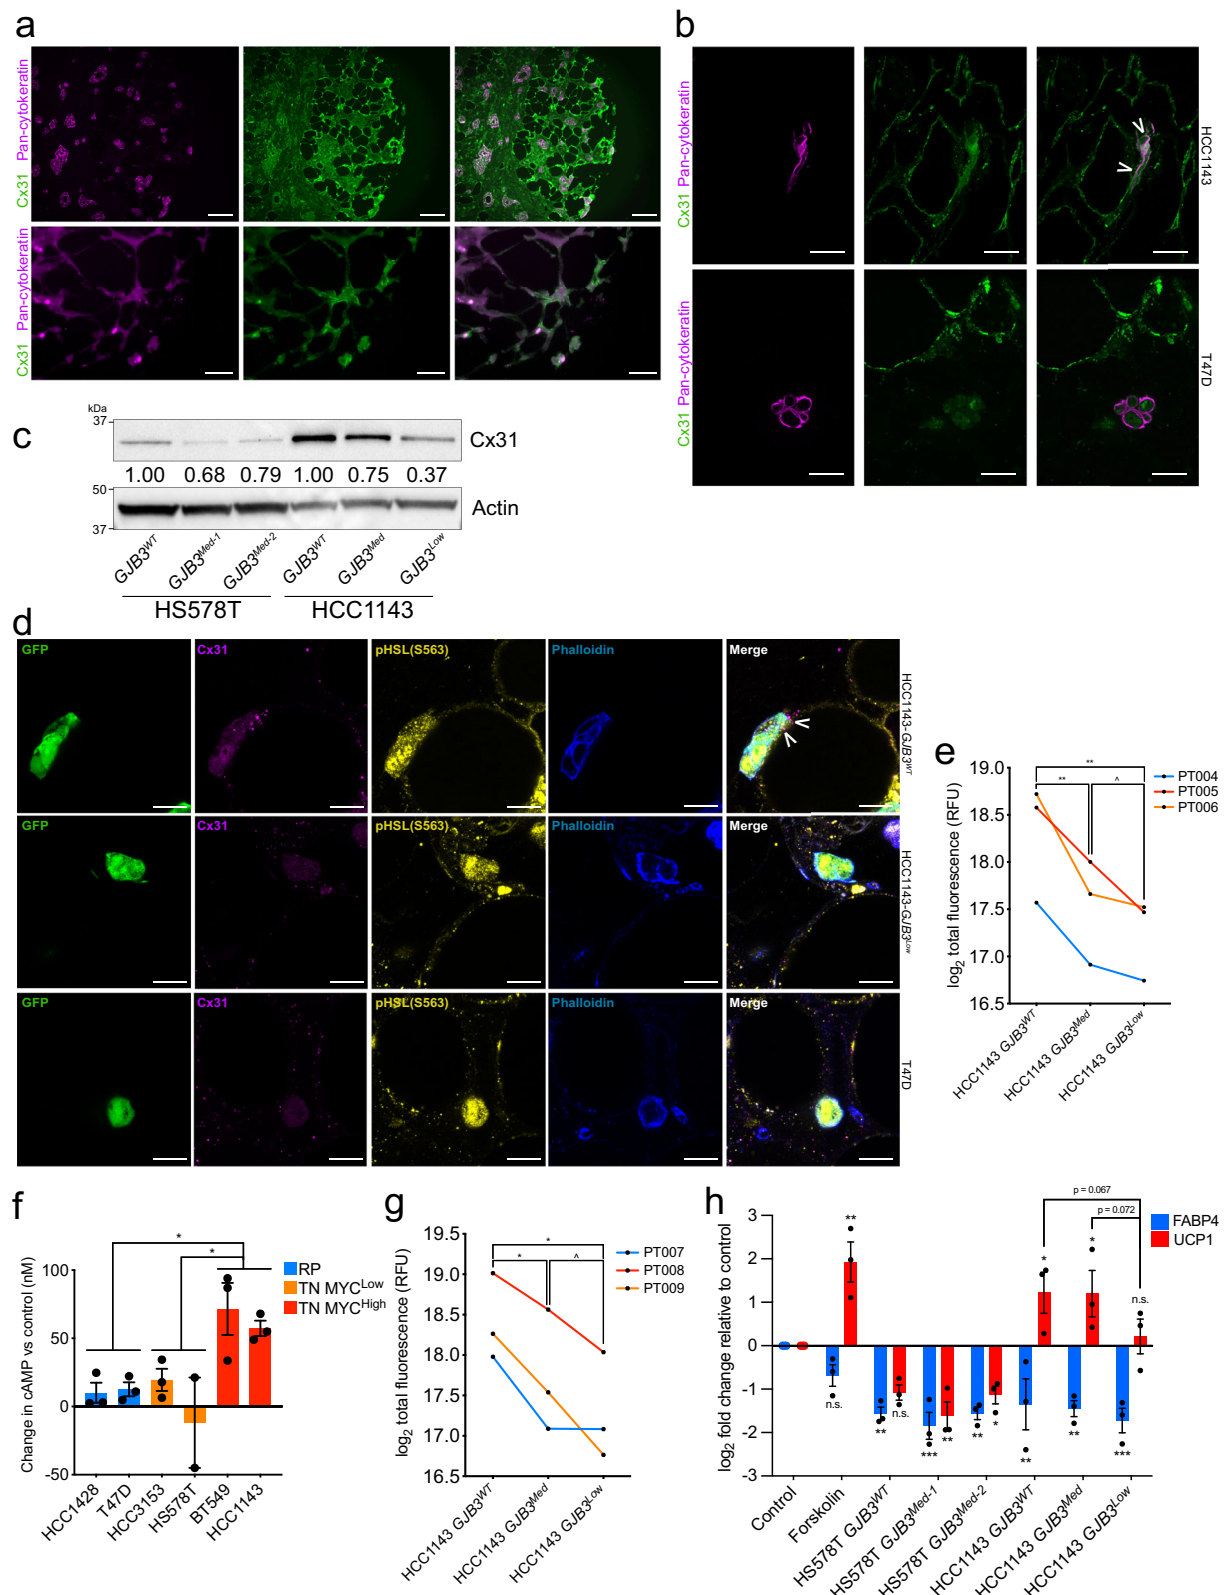 a
Cx31 Pan-cytokeratin
Cx31 Pan-cytokeratin
b
Cx31 Pan-cytokeratin
HCC1143
Cx31 Pan-cytokeratin
T47D
c
kDa
37
Cx31
1.00 0.68 0.79 1.00 0.75 0.37
50
Actin
37
GJB3WT GJB3Med-1 GJB3Med-2 GJB3WT GJB3Med GJB3Low
HS578T HCC1143
d
GFP Cx31 pHSL(S563) Phalloidin Merge
HCC1143-GJB3WT
GFP Cx31 pHSL(S563) Phalloidin Merge
HCC1143-GJB3Low
GFP Cx31 pHSL(S563) Phalloidin Merge
T47D
e
log2 total fluorescence (RFU)
19.0
18.5
18.0
17.5
17.0
16.5
**
** ^
PT004
PT005
PT006
HCC1143 GJB3WT
HCC1143 GJB3Med
HCC1143 GJB3Low
f
Change in cAMP vs control (nM)
100
50
0
-50
*
*
RP
TN MYCLow
TN MYCHigh
HCC1428
T47D
HCC3153
HS578T
BT549
HCC1143
g
log2 total fluorescence (RFU)
19.5
19.0
18.5
18.0
17.5
17.0
16.5
*
* ^
PT007
PT008
PT009
HCC1143 GJB3WT
HCC1143 GJB3Med
HCC1143 GJB3Low
h
log2 fold change relative to control
3
2
1
0
-1
-2
-3
p = 0.067
p = 0.072
FABP4
UCP1
** * * n.s.
n.s. ** n.s. *** ** ** * ** ** ***
Control
Forskolin
HS578T GJB3WT
HS578T GJB3Med-1
HS578T GJB3Med-2
HCC1143 GJB3WT
HCC1143 GJB3Med
HCC1143 GJB3Low